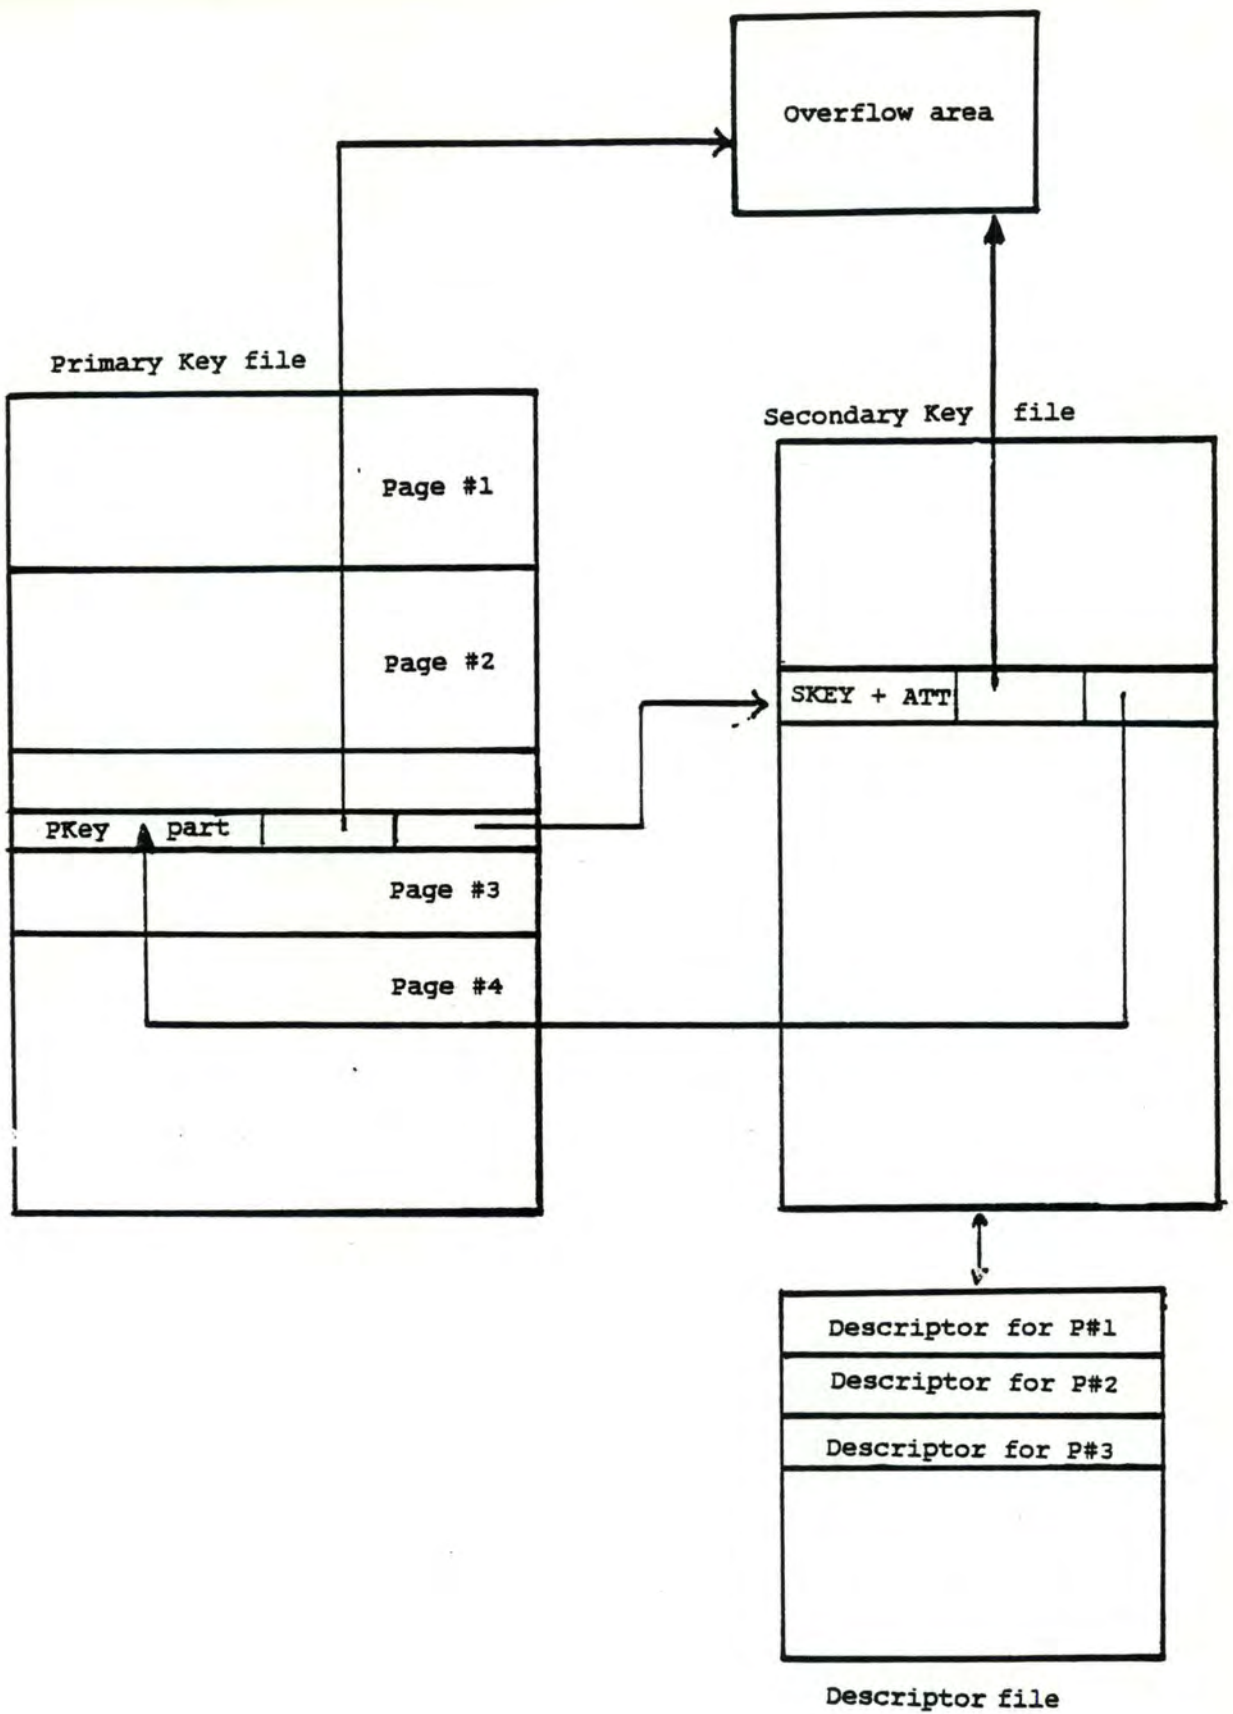 Overflow area
Primary Key file
Page #1
Page #2
PKey part
Page #3
Page #4
Secondary Key file
SKEY + ATT
Descriptor for P#1
Descriptor for P#2
Descriptor for P#3
Descriptor file